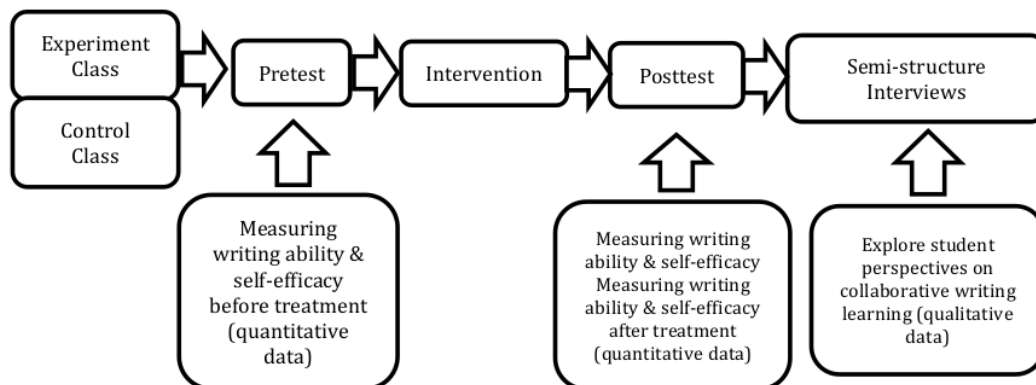 Experiment
Class
Control
Class
Pretest
Intervention
Posttest
Semi-structure
Interviews
Measuring
writing ability &
self-efficacy
before treatment
(quantitative
data)
Measuring writing
ability & self-efficacy
Measuring writing
ability & self-efficacy
after treatment
(quantitative data)
Explore student
perspectives on
collaborative writing
learning (qualitative
data)